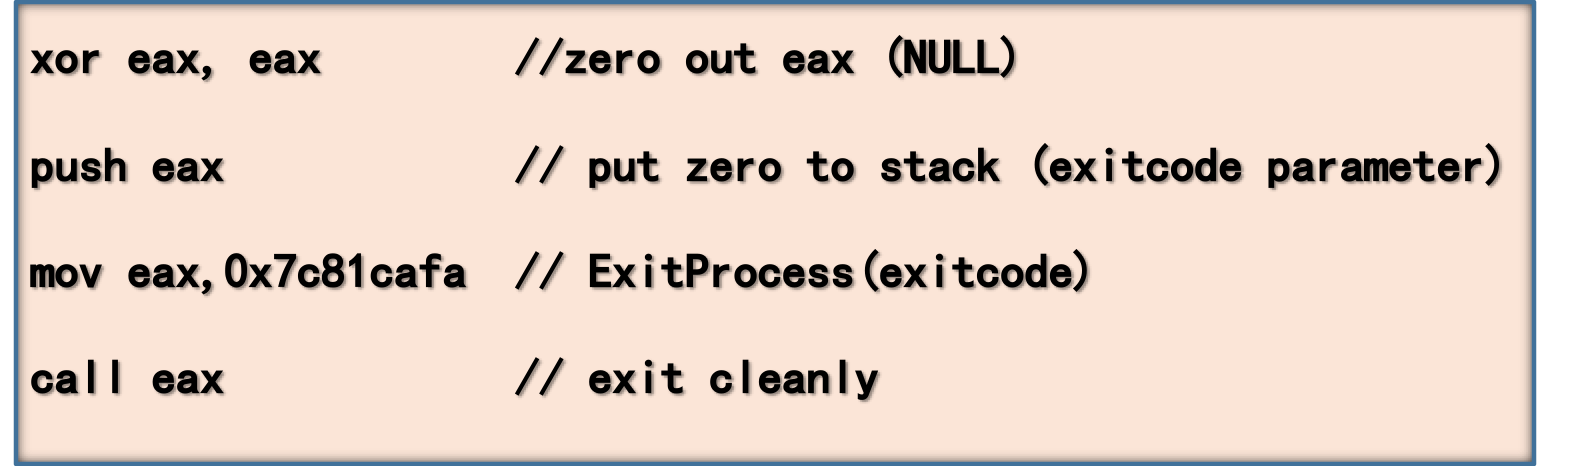 xor eax, eax //zero out eax (NULL)
push eax // put zero to stack (exitcode parameter)
mov eax,0x7c81cafa // ExitProcess(exitcode)
call eax // exit cleanly